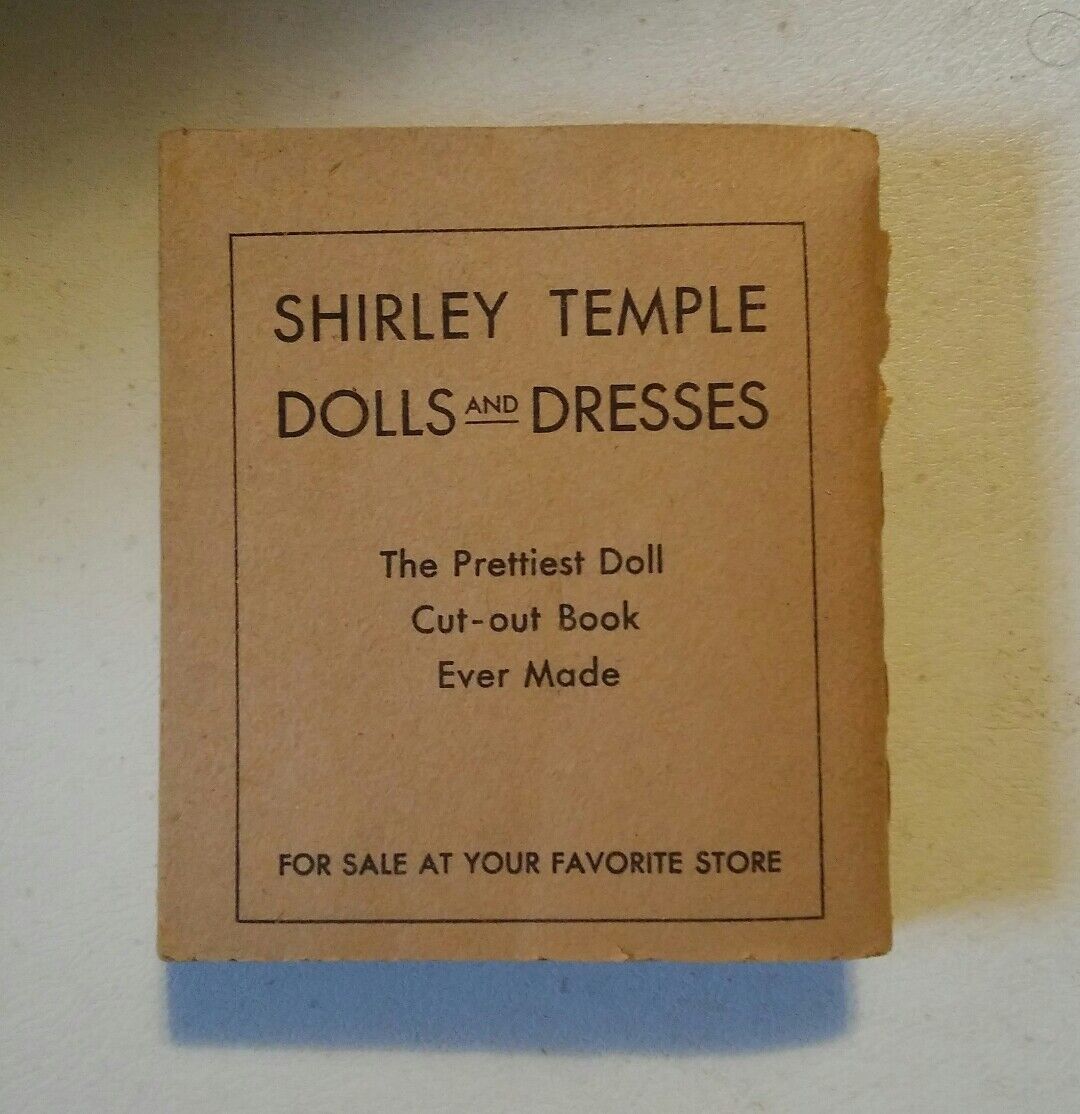 SHIRLEY TEMPLE
DOLLS AND DRESSES
The Prettiest Doll
Cut-out Book
Ever Made
FOR SALE AT YOUR FAVORITE STORE